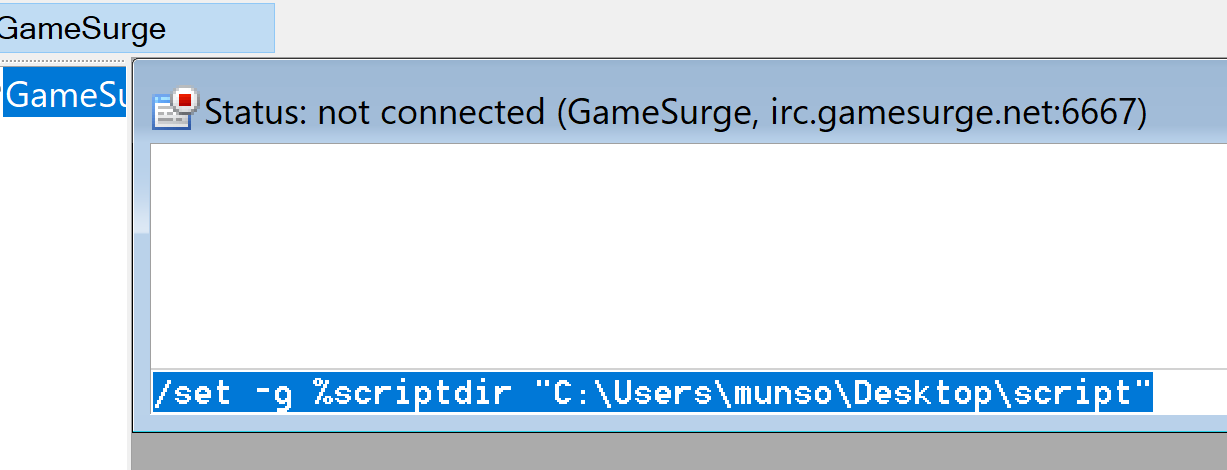 GameSurge
GameSu
Status: not connected (GameSurge, irc.gamesurge.net:6667)
/set -g %scriptdir "C:\Users\munso\Desktop\script"